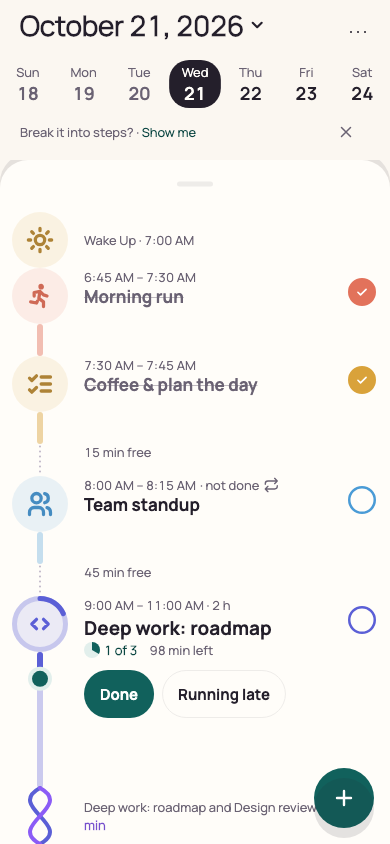 October 21, 2026
...
Sun Mon Tue Wed Thu Fri Sat
18 19 20 21 22 23 24
Break it into steps? · Show me
Wake Up · 7:00 AM
6:45 AM – 7:30 AM
Morning run
7:30 AM – 7:45 AM
Coffee & plan the day
15 min free
8:00 AM – 8:15 AM · not done
Team standup
45 min free
9:00 AM – 11:00 AM · 2 h
Deep work: roadmap
1 of 3 98 min left
Done Running late
Deep work: roadmap and Design review
min